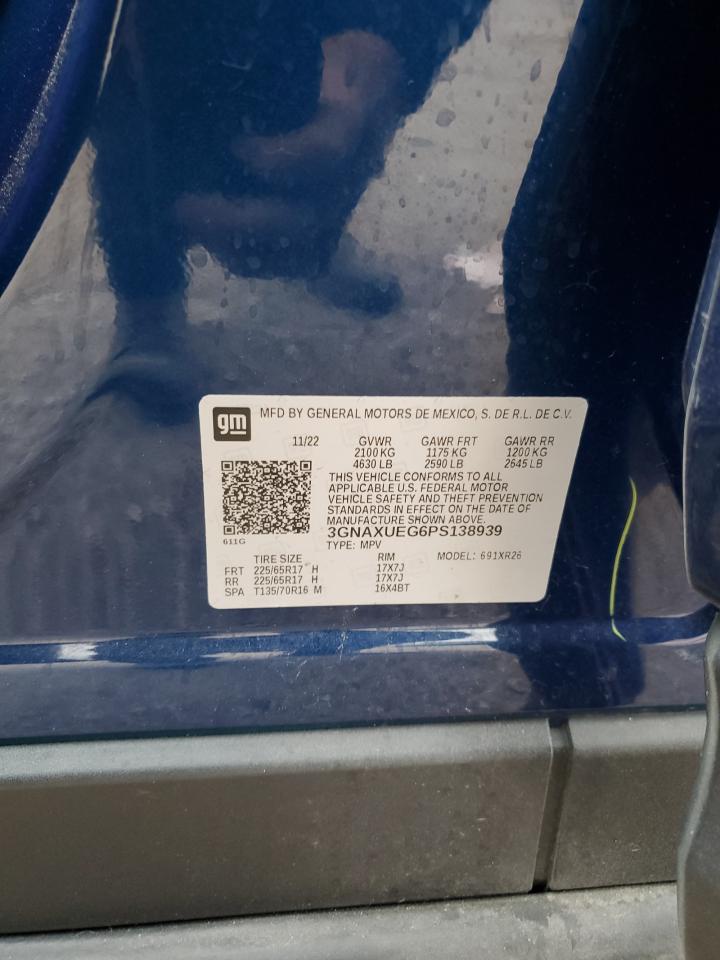 gm
MFD BY GENERAL MOTORS DE MEXICO, S. DE R.L. DE C.V.
11/22 GVWR GAWR FRT GAWR RR
2100 KG 1175 KG 1200 KG
4630 LB 2590 LB 2645 LB
THIS VEHICLE CONFORMS TO ALL
APPLICABLE U.S. FEDERAL MOTOR
VEHICLE SAFETY AND THEFT PREVENTION
STANDARDS IN EFFECT ON THE DATE OF
MANUFACTURE SHOWN ABOVE.
3GNAXUEG6PS138939
611G
TYPE: MPV
TIRE SIZE RIM MODEL: 691XR26
FRT 225/65R17 H 17X7J
RR 225/65R17 H 17X7J
SPA T135/70R16 M 16X4BT